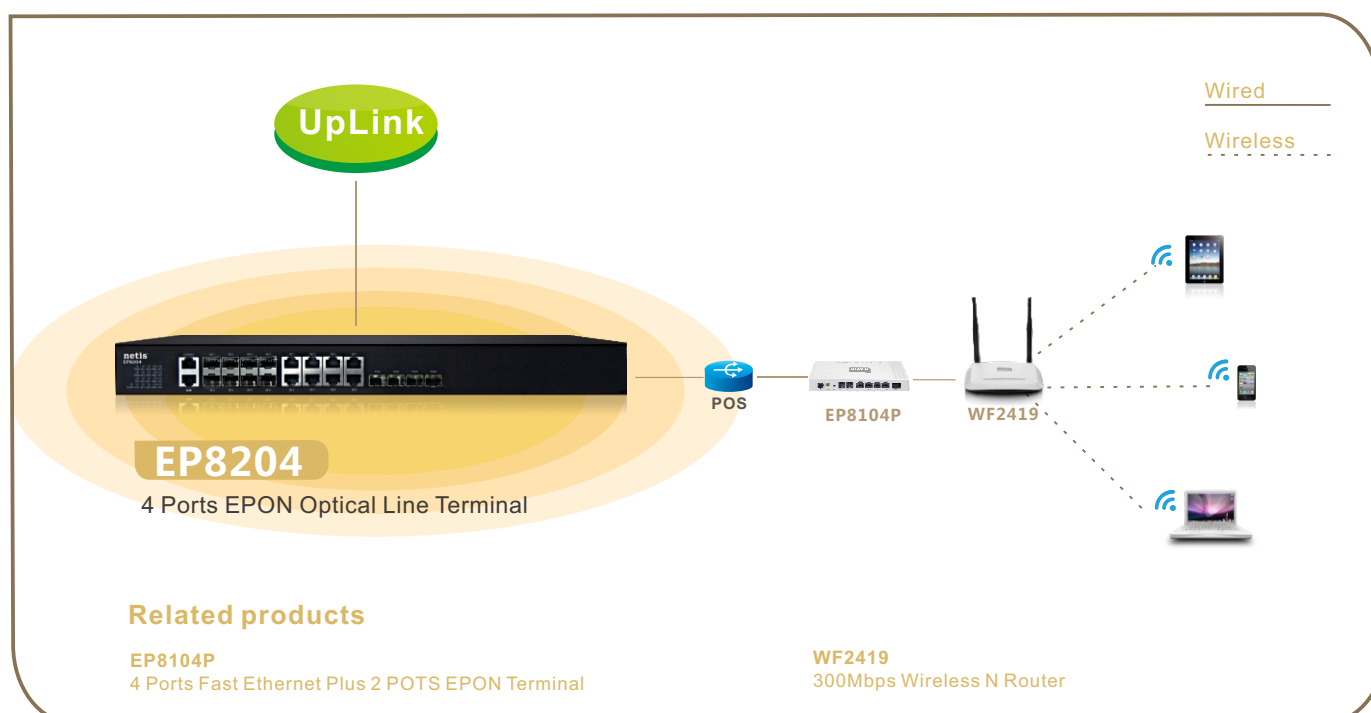 UpLink
Wired
Wireless
netis
EP8204
POS
EP8104P
WF2419
EP8204
4 Ports EPON Optical Line Terminal
Related products
EP8104P
4 Ports Fast Ethernet Plus 2 POTS EPON Terminal
WF2419
300Mbps Wireless N Router